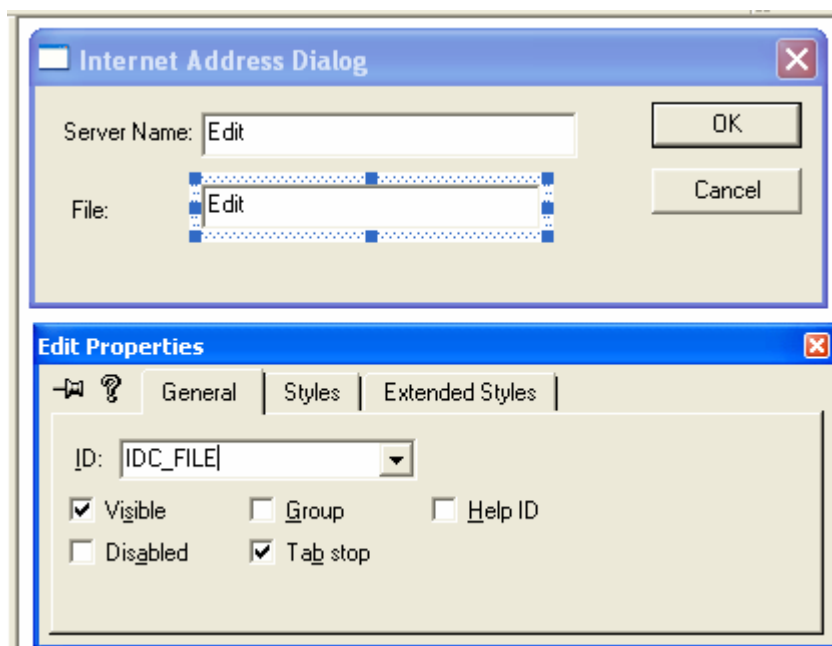 Internet Address Dialog
Server Name: Edit OK
File: Edit Cancel
Edit Properties
General Styles Extended Styles
ID: IDC_FILE
Visible Group Help ID
Disabled Tab stop